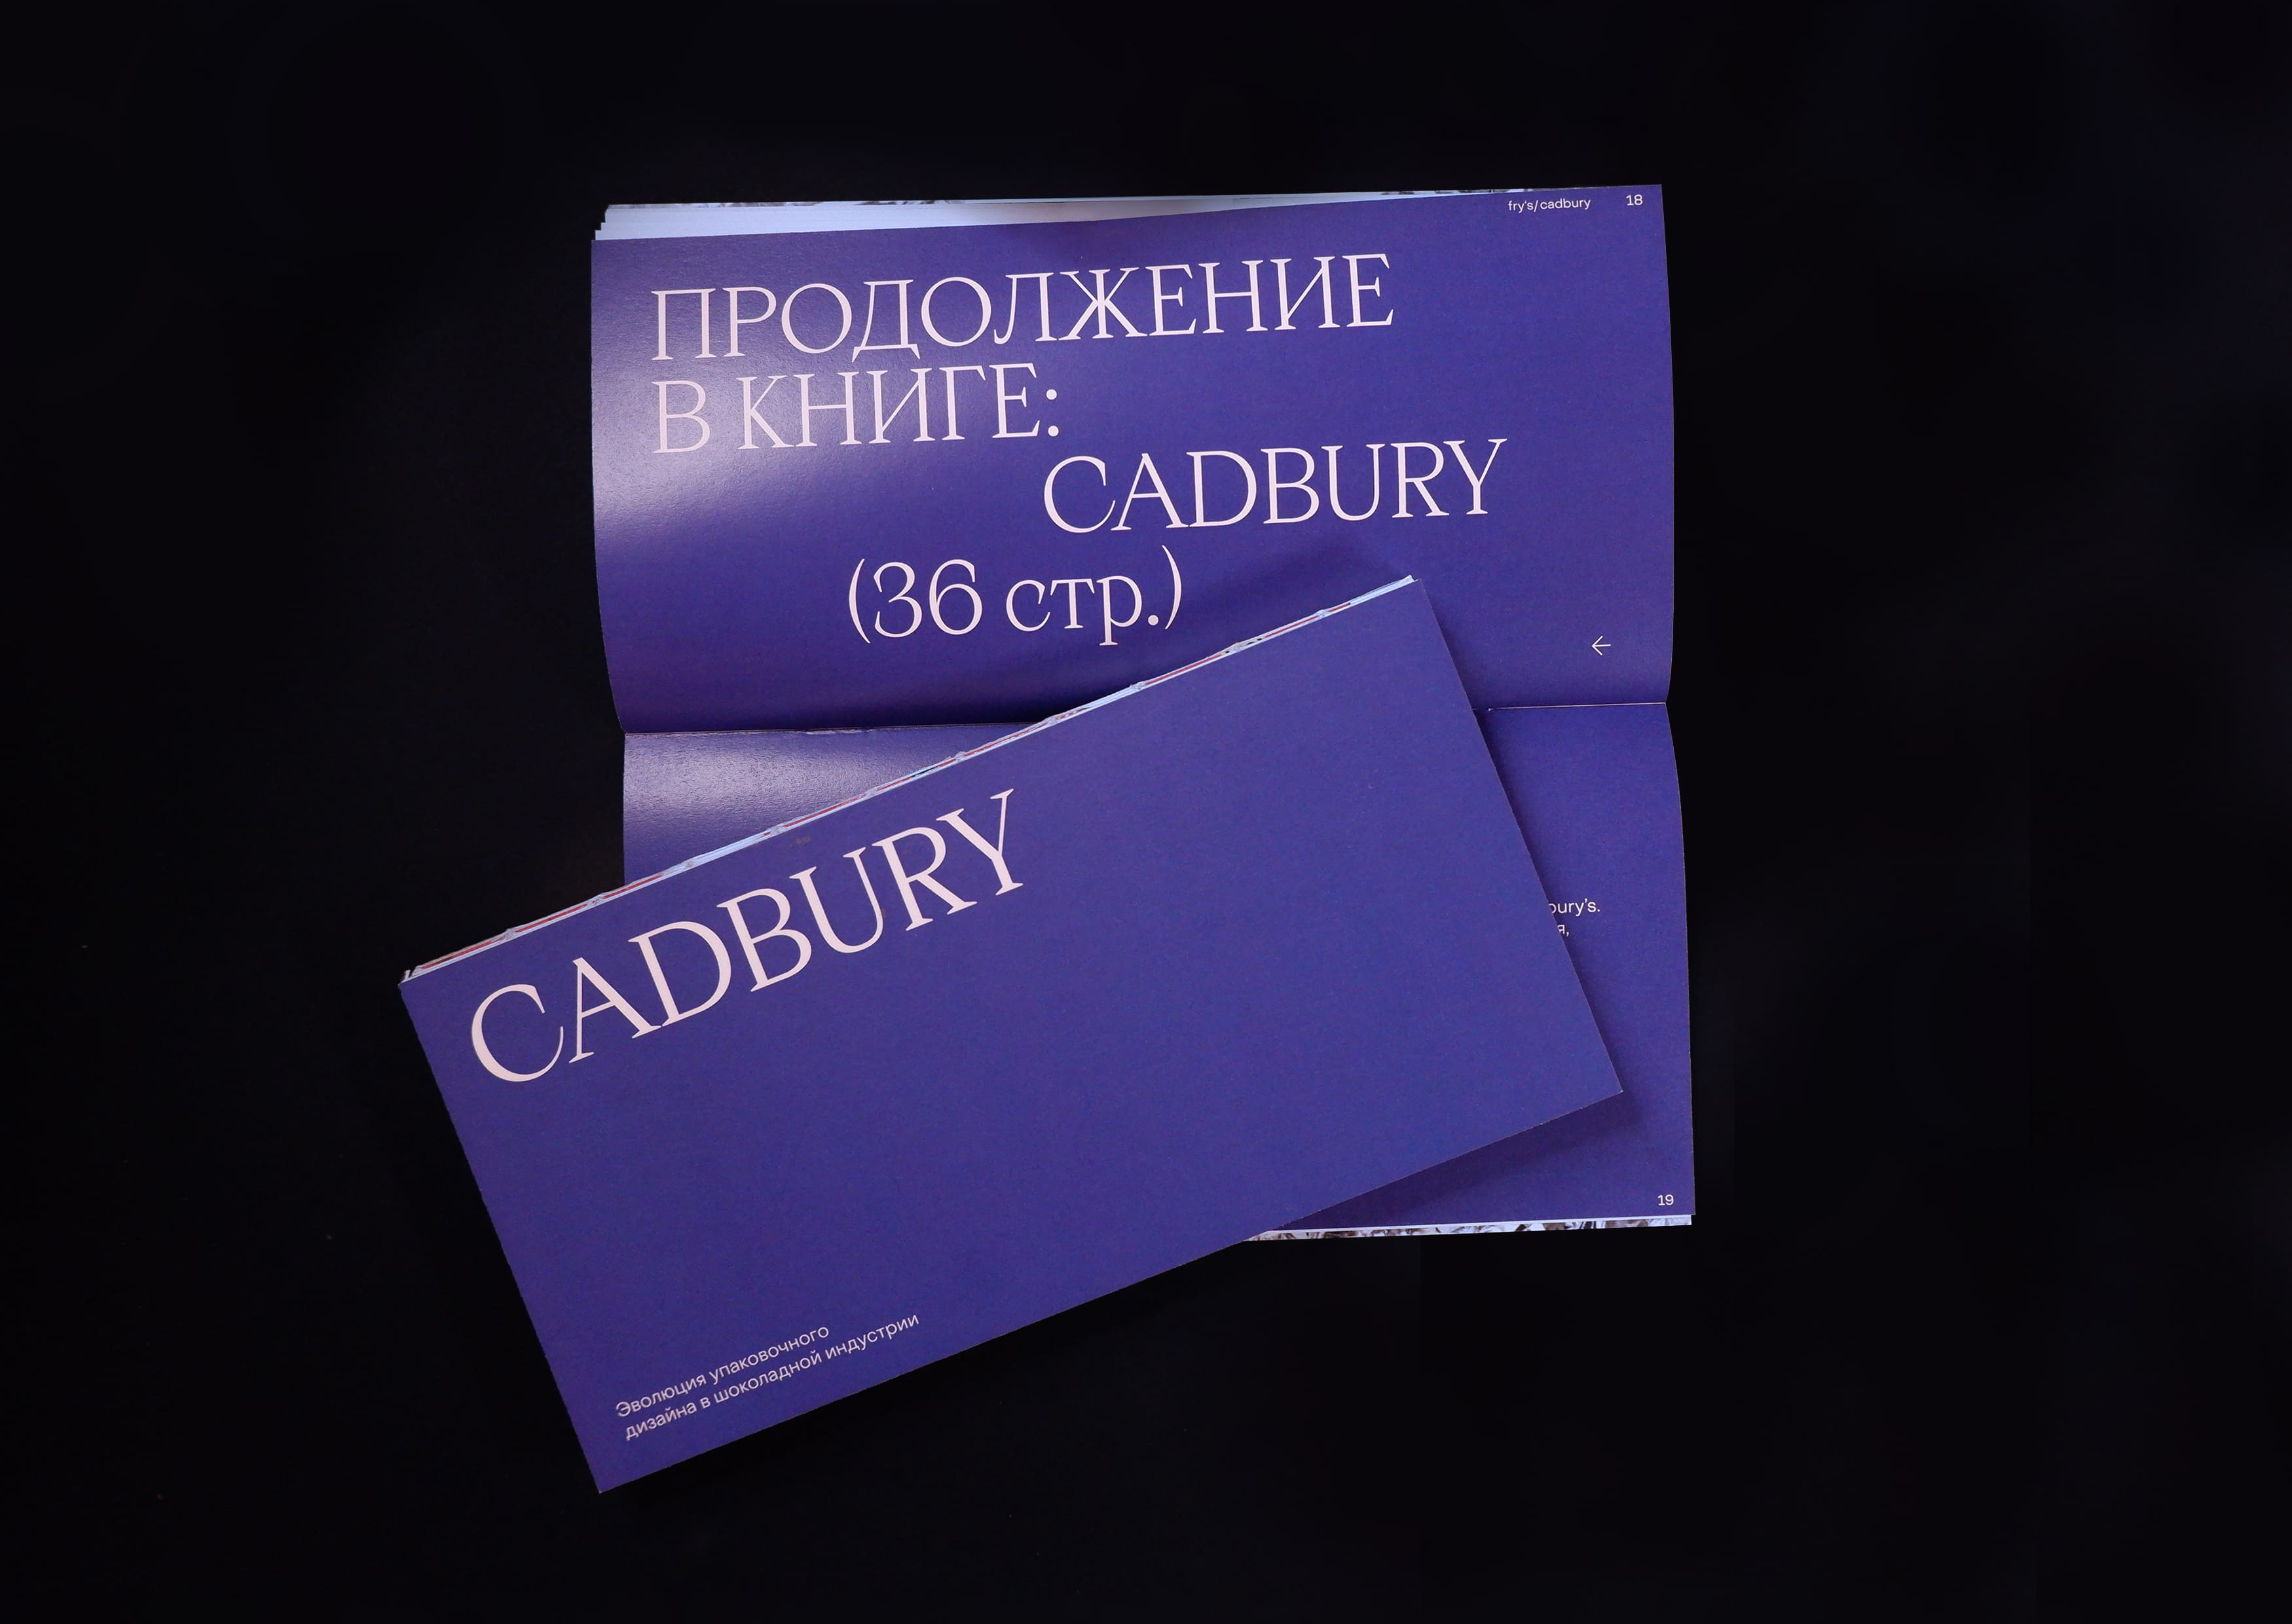 fry's/cadbury 18
ПРОДОЛЖЕНИЕ
В КНИГЕ:
CADBURY
(36 стр.)
←
CADBURY
Эволюция упаковочного
дизайна в шоколадной индустрии
19